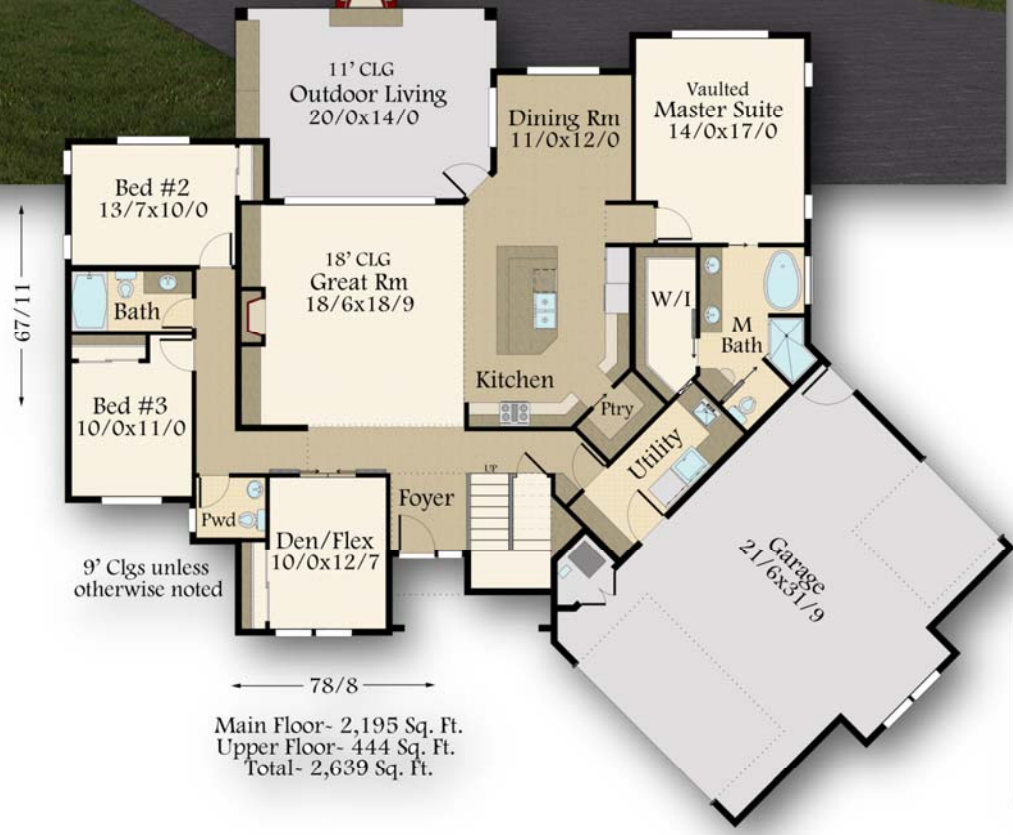 11' CLG
Outdoor Living
20/0x14/0
Dining Rm
11/0x12/0
Vaulted
Master Suite
14/0x17/0
Bed #2
13/7x10/0
18' CLG
Great Rm
18/6x18/9
W/I
M
Bath
Bath
67/11
Kitchen
Bed #3
10/0x11/0
Ptry
Utility
UP
Foyer
Pwd
Den/Flex
10/0x12/7
Garage
21/6x31/9
9' Clgs unless
otherwise noted
78/8
Main Floor- 2,195 Sq. Ft.
Upper Floor- 444 Sq. Ft.
Total- 2,639 Sq. Ft.